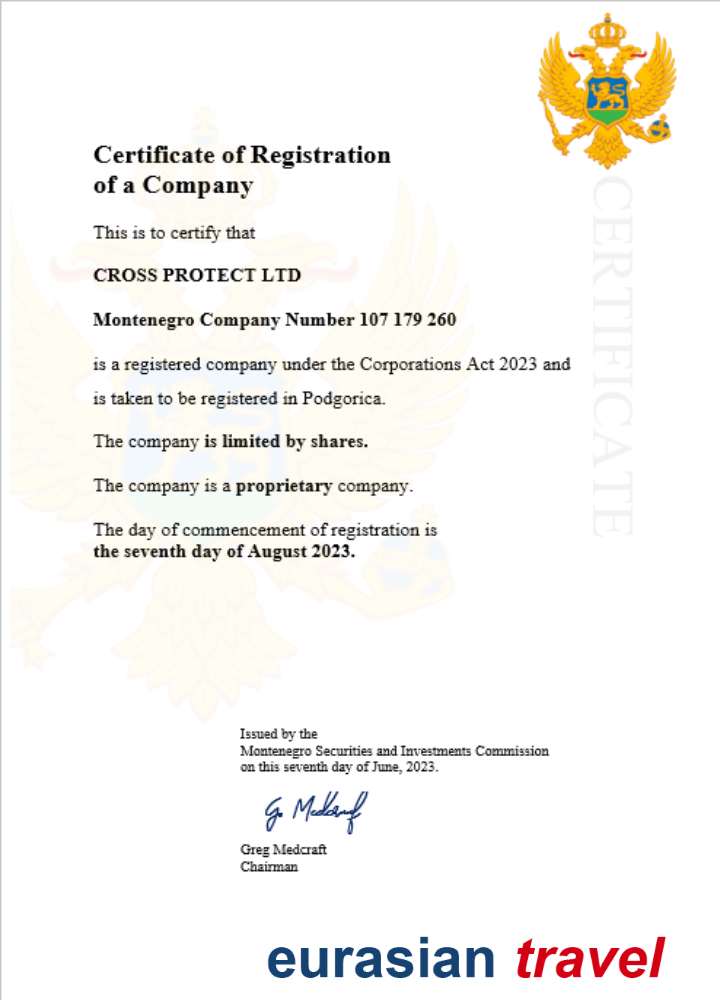 Certificate of Registration
of a Company
This is to certify that
CROSS PROTECT LTD
Montenegro Company Number 107 179 260
is a registered company under the Corporations Act 2023 and
is taken to be registered in Podgorica.
The company is limited by shares.
The company is a proprietary company.
The day of commencement of registration is
the seventh day of August 2023.
CERTIFICATE
Issued by the
Montenegro Securities and Investments Commission
on this seventh day of June, 2023.
G. Medcraft
Greg Medcraft
Chairman
eurasian travel